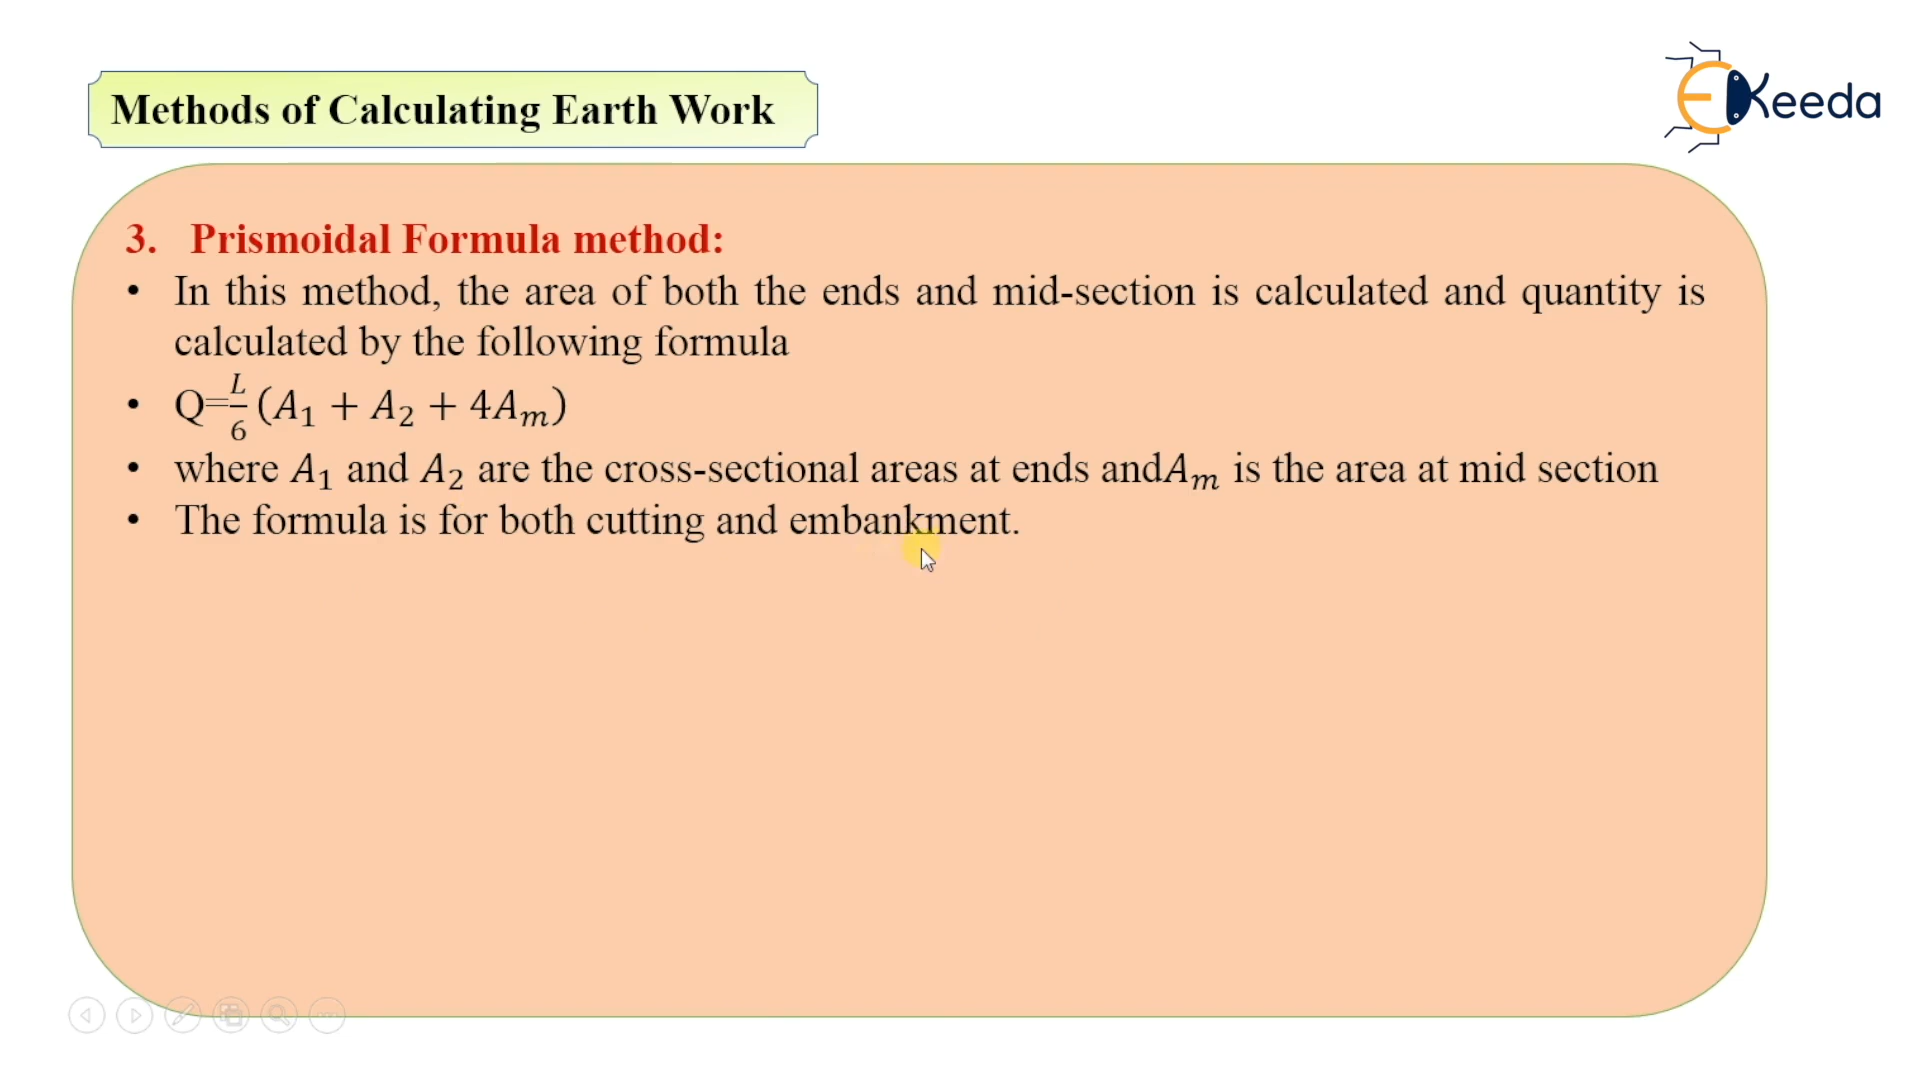 Methods of Calculating Earth Work
EKeeda
3. Prismoidal Formula method:
• In this method, the area of both the ends and mid-section is calculated and quantity is
calculated by the following formula
• Q=L/6 (A₁ + A₂ + 4Aₘ)
• where A₁ and A₂ are the cross-sectional areas at ends andAₘ is the area at mid section
• The formula is for both cutting and embankment.